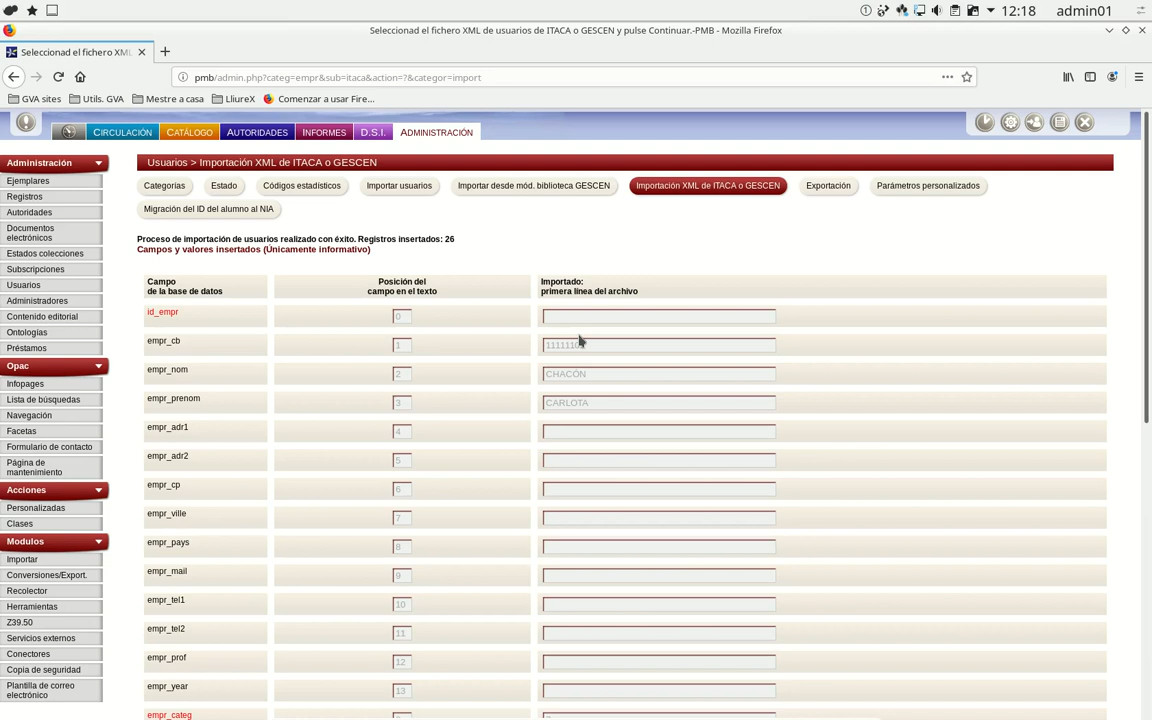 12:18 admin01
Seleccionad el fichero XML de usuarios de ITACA o GESCEN y pulse Continuar.-PMB - Mozilla Firefox
Seleccionad el fichero XML
pmb/admin.php?categ=empr&sub=itaca&action=?&categor=import
GVA sites Utils. GVA Mestre a casa LliureX Comenzar a usar Fire...
CIRCULACIÓN CATÁLOGO AUTORIDADES INFORMES D.S.I. ADMINISTRACIÓN
Administración
Ejemplares
Registros
Autoridades
Documentos
electrónicos
Estados colecciones
Subscripciones
Usuarios
Administradores
Contenido editorial
Ontologías
Préstamos
Opac
Infopages
Lista de búsquedas
Navegación
Facetas
Formulario de contacto
Página de
mantenimiento
Acciones
Personalizadas
Clases
Modulos
Importar
Conversiones/Export.
Recolector
Herramientas
Z39.50
Servicios externos
Conectores
Copia de seguridad
Plantilla de correo
electrónico
Usuarios > Importación XML de ITACA o GESCEN
Categorías Estado Códigos estadísticos Importar usuarios Importar desde mód. biblioteca GESCEN Importación XML de ITACA o GESCEN Exportación Parámetros personalizados
Migración del ID del alumno al NIA
Proceso de importación de usuarios realizado con éxito. Registros insertados: 26
Campos y valores insertados (Únicamente informativo)
Campo
de la base de datos
Posición del
campo en el texto
Importado:
primera línea del archivo
id_empr 0
empr_cb 1
empr_nom 2 CHACÓN
empr_prenom 3 CARLOTA
empr_adr1 4
empr_adr2 5
empr_cp 6
empr_ville 7
empr_pays 8
empr_mail 9
empr_tel1 10
empr_tel2 11
empr_prof 12
empr_year 13
empr_categ